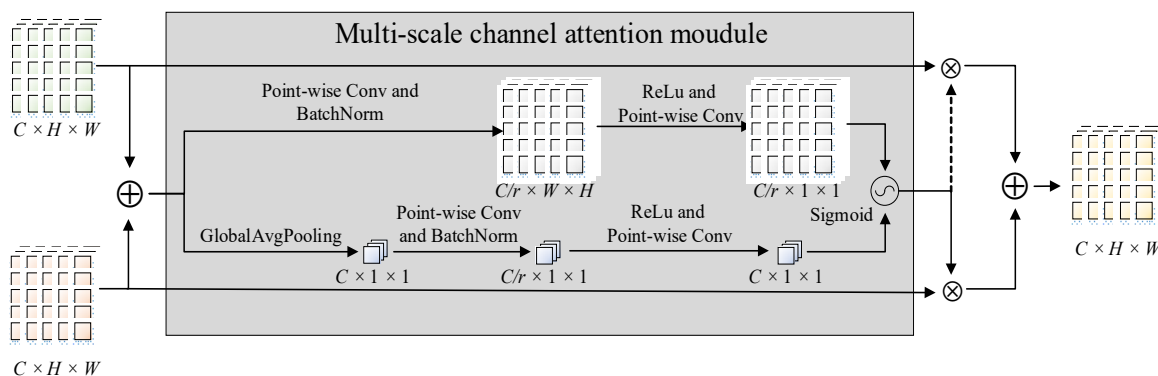 Multi-scale channel attention moudule
C × H × W
Point-wise Conv and
BatchNorm
ReLu and
Point-wise Conv
C/r × W × H
C/r × 1 × 1
Sigmoid
GlobalAvgPooling
Point-wise Conv
and BatchNorm
ReLu and
Point-wise Conv
C × 1 × 1
C/r × 1 × 1
C × 1 × 1
C × H × W
C × H × W